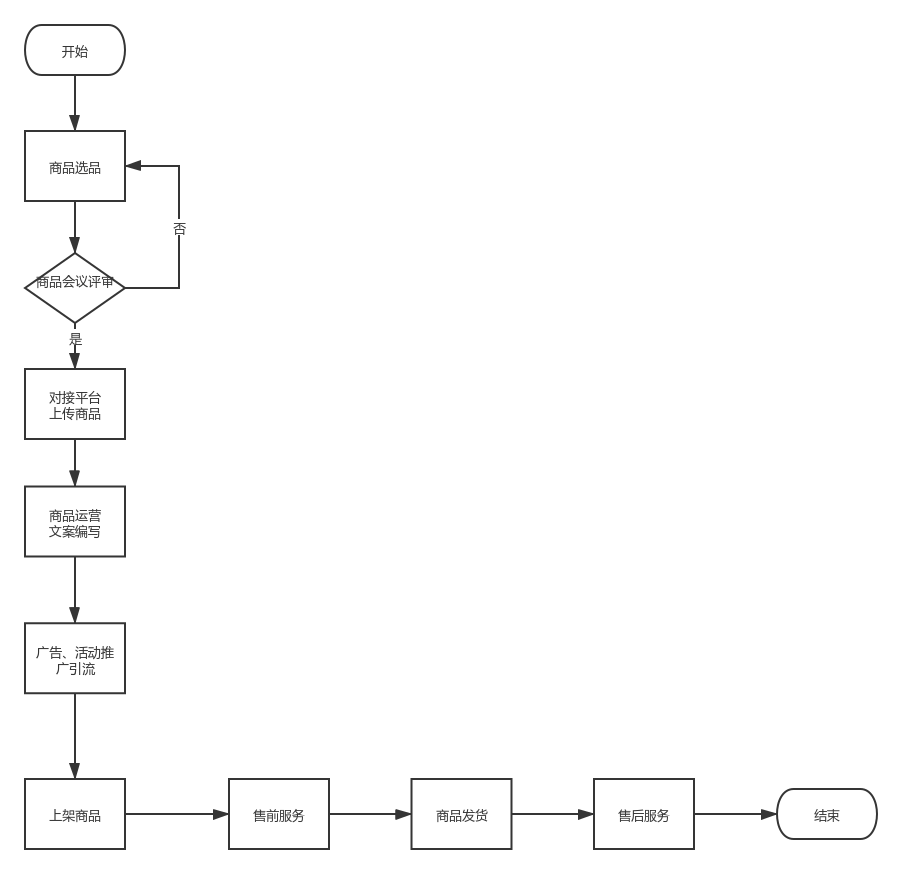 开始
商品选品
否
商品会议评审
是
对接平台
上传商品
商品运营
文案编写
广告、活动推
广引流
上架商品
售前服务
商品发货
售后服务
结束